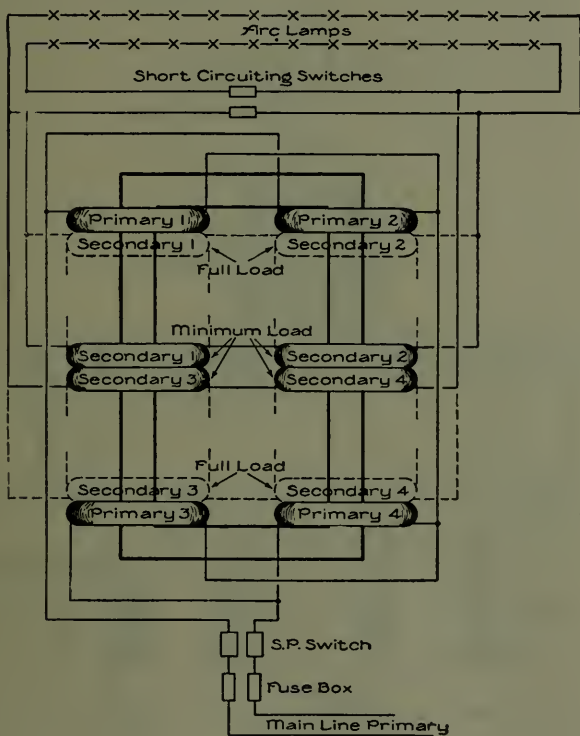 Arc Lamps
Short Circuiting Switches
Primary 1 Primary 2
Secondary 1 Secondary 2
Full Load
Minimum Load
Secondary 1 Secondary 2
Secondary 3 Secondary 4
Full Load
Secondary 3 Secondary 4
Primary 3 Primary 4
S.P. Switch
Fuse Box
Main Line Primary